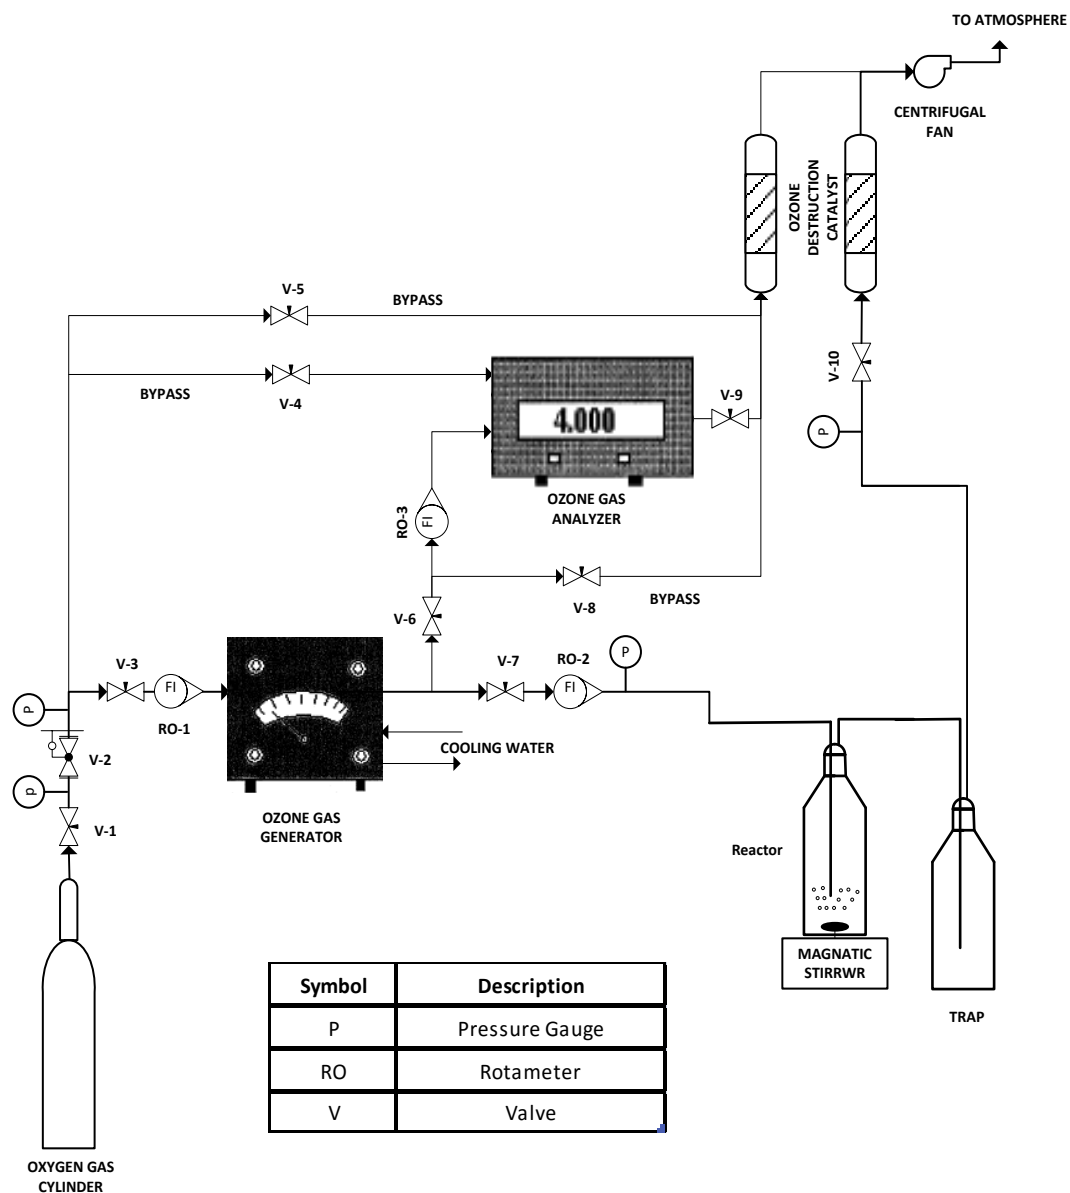 TO ATMOSPHERE
CENTRIFUGAL
FAN
OZONE
DESTRUCTION
CATALYST
V-5
BYPASS
V-10
BYPASS
V-4
V-9
4.000
P
RO-3
FI
OZONE GAS
ANALYZER
V-6
V-8
BYPASS
V-3
FI
RO-1
V-7
RO-2
FI
P
P
V-2
COOLING WATER
p
V-1
OZONE GAS
GENERATOR
Reactor
MAGNATIC
STIRRWR
TRAP
Symbol Description
P Pressure Gauge
RO Rotameter
V Valve
OXYGEN GAS
CYLINDER